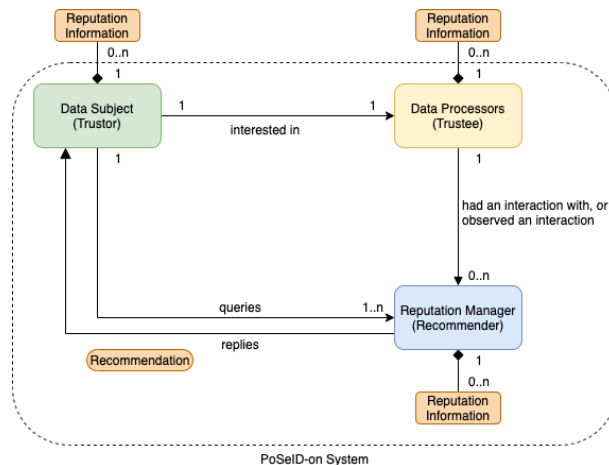 Reputation
Information
Reputation
Information
0..n
0..n
1
1
Data Subject
(Trustor)
1
1
Data Processors
(Trustee)
interested in
1
1
had an interaction with, or
observed an interaction
0..n
queries
1..n
Reputation Manager
(Recommender)
replies
Recommendation
1
0..n
Reputation
Information
PoSeID-on System